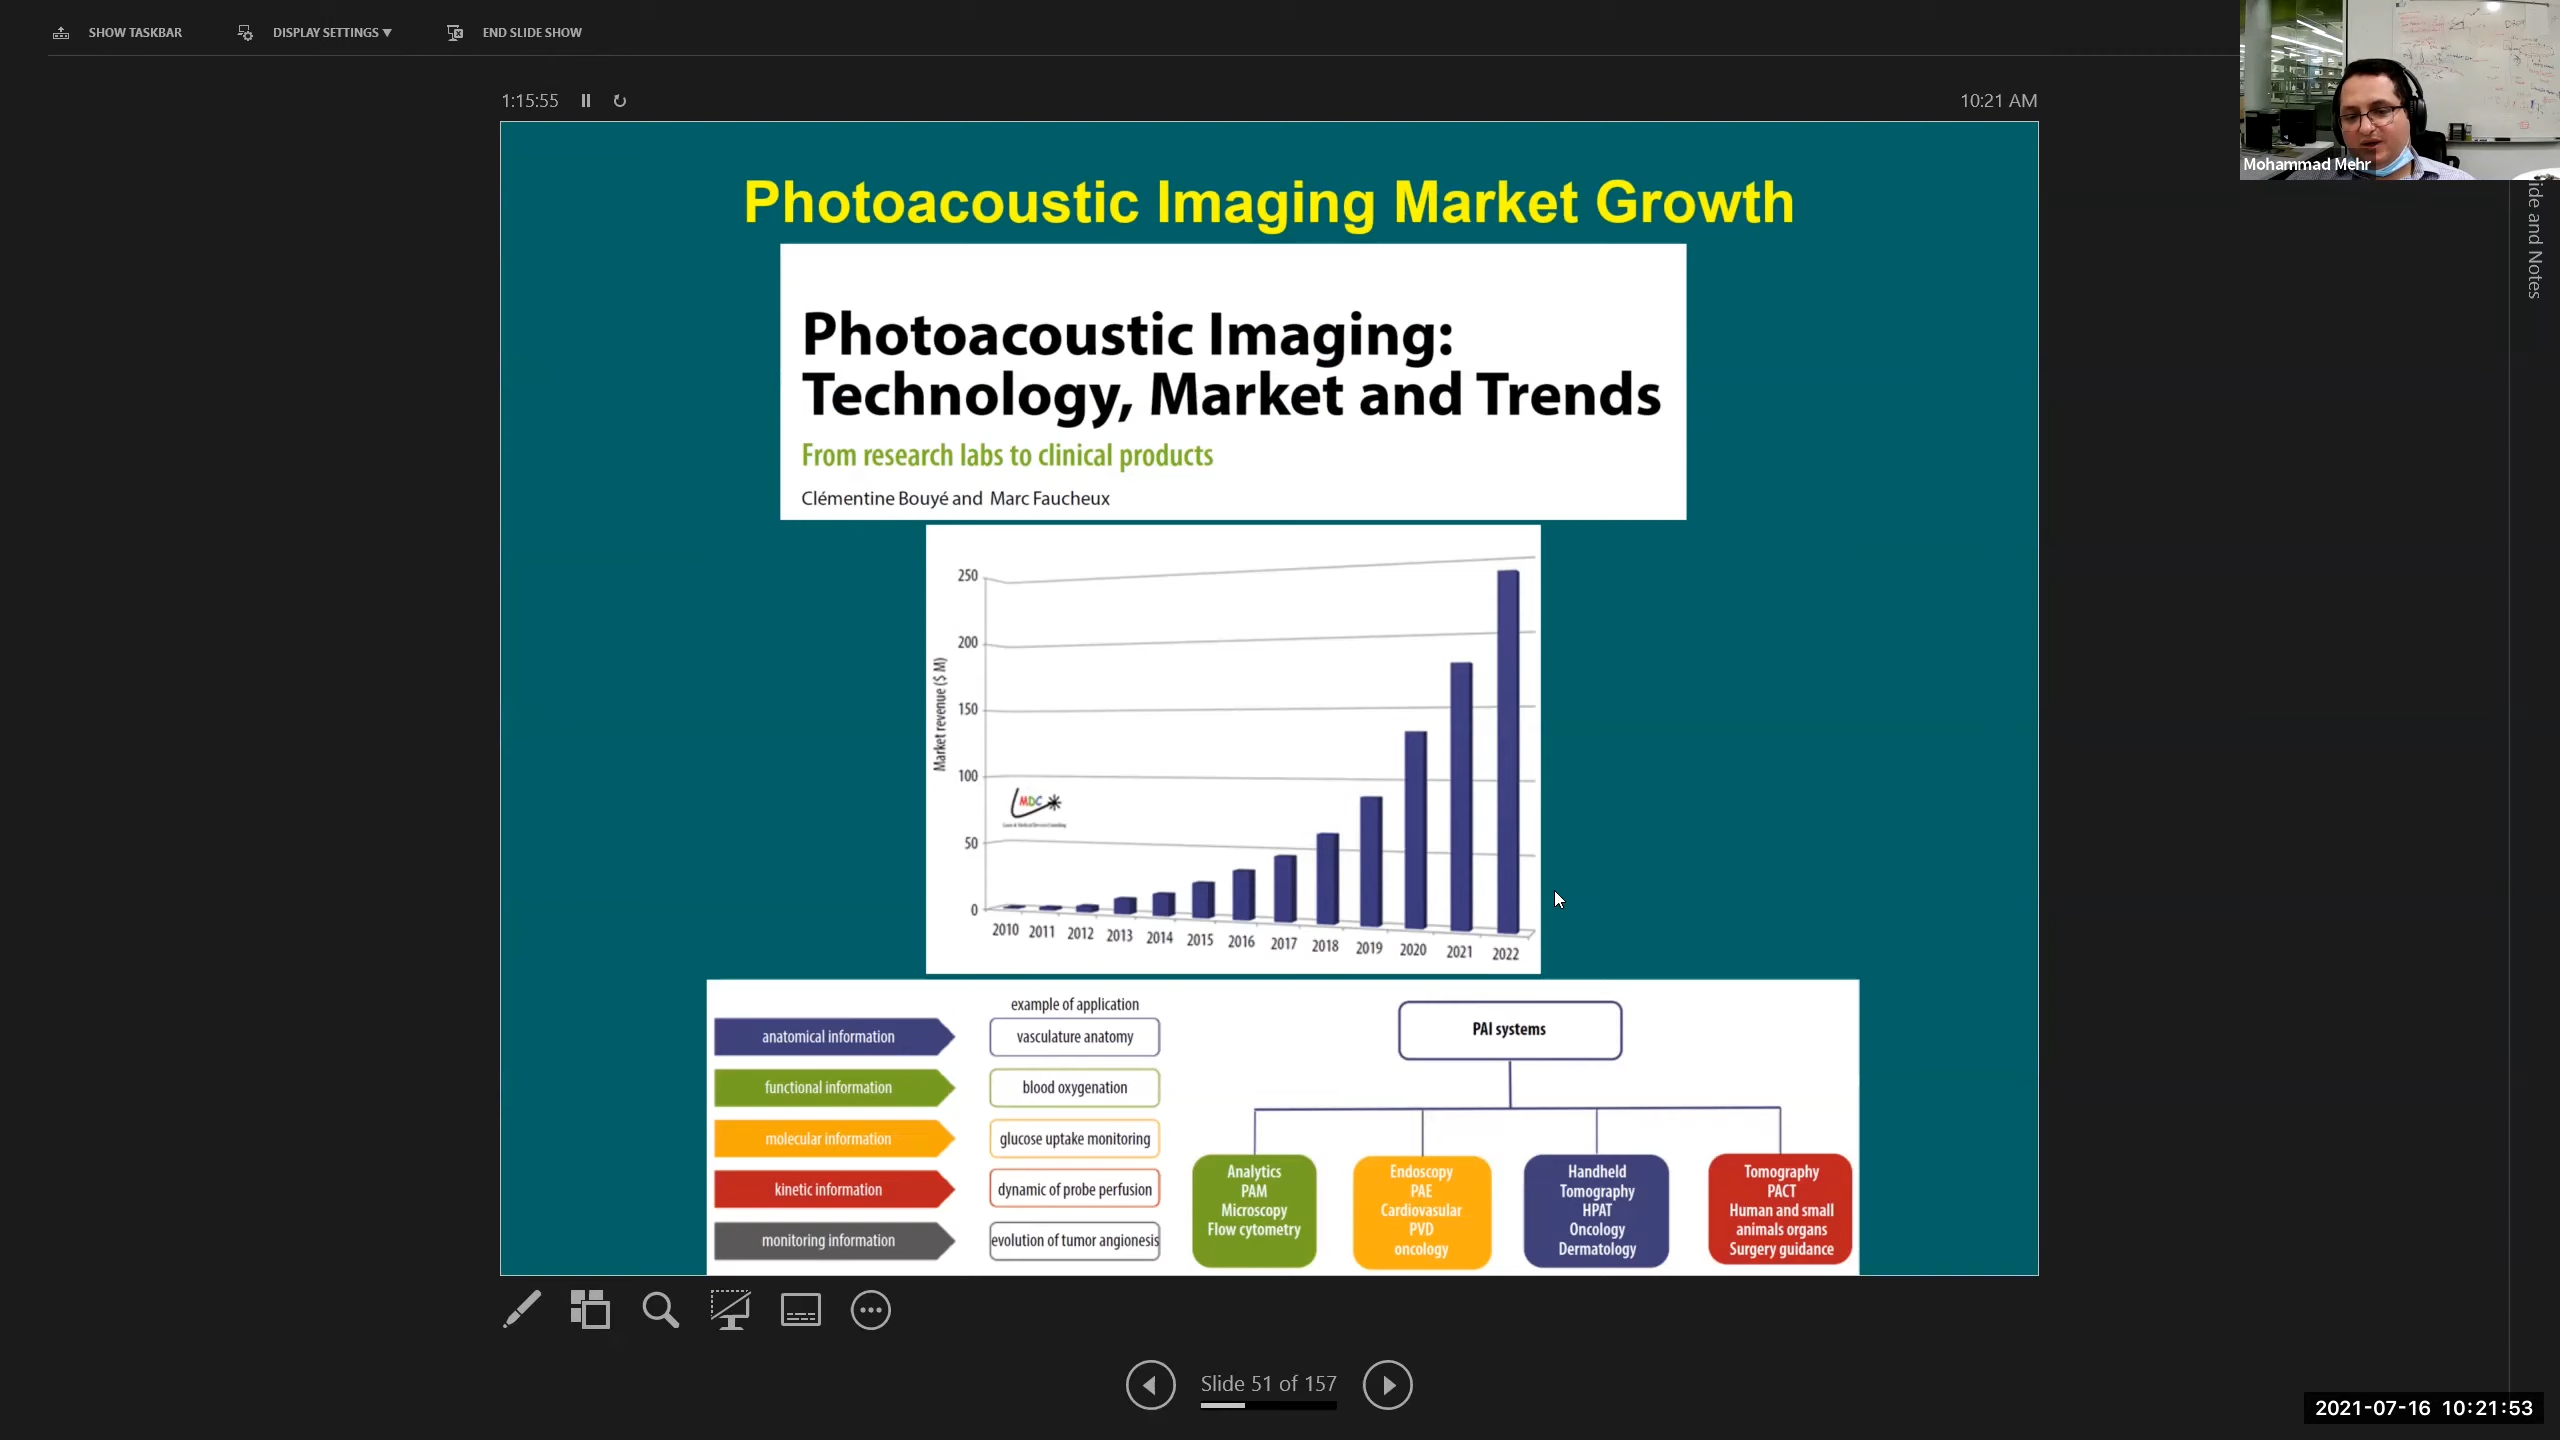 SHOW TASKBAR
DISPLAY SETTINGS ▼
END SLIDE SHOW
1:15:55
10:21 AM
Mohammad Mehr
ide and Notes
Photoacoustic Imaging Market Growth
Photoacoustic Imaging:
Technology, Market and Trends
From research labs to clinical products
Clémentine Bouyé and Marc Faucheux
Market revenue ($ M)
250
200
150
100
50
0
MDC
2010 2011 2012 2013 2014 2015 2016 2017 2018 2019 2020 2021 2022
example of application
anatomical information
vasculature anatomy
functional information
blood oxygenation
molecular information
glucose uptake monitoring
kinetic information
dynamic of probe perfusion
monitoring information
evolution of tumor angionesis
PAI systems
Analytics
PAM
Microscopy
Flow cytometry
Endoscopy
PAE
Cardiovasular
PVD
oncology
Handheld
Tomography
HPAT
Oncology
Dermatology
Tomography
PACT
Human and small
animals organs
Surgery guidance
Slide 51 of 157
2021-07-16 10:21:53